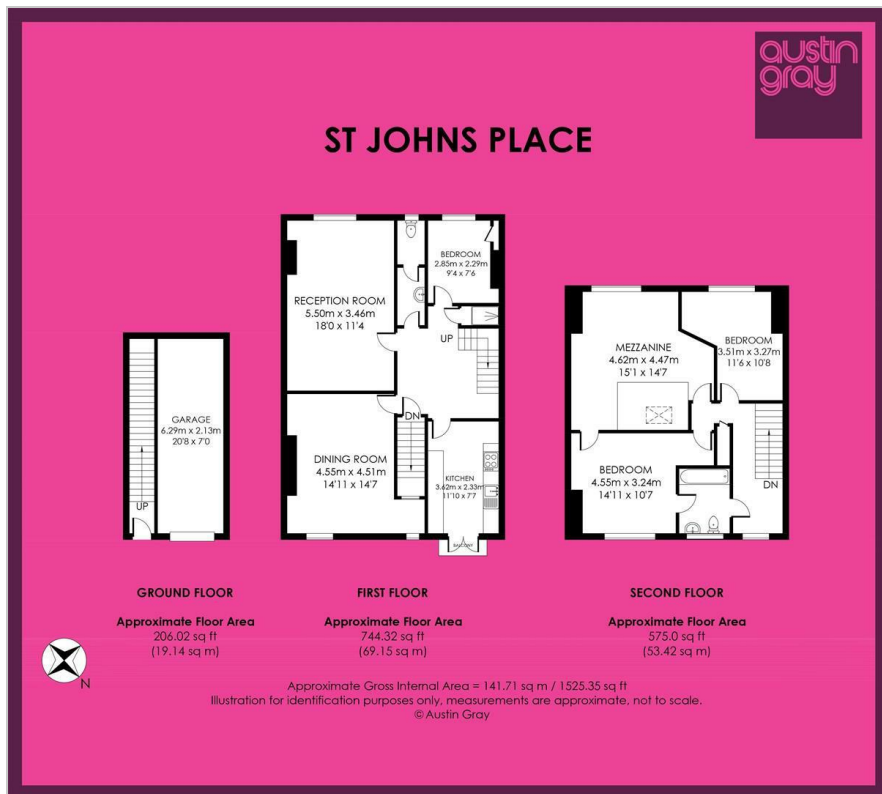 austin
gray
ST JOHNS PLACE
GARAGE
6.29m x 2.13m
20'8 x 7'0
UP
RECEPTION ROOM
5.50m x 3.46m
18'0 x 11'4
BEDROOM
2.85m x 2.29m
9'4 x 7'6
UP
DN
DINING ROOM
4.55m x 4.51m
14'11 x 14'7
KITCHEN
3.62m x 2.33m
11'10 x 7'7
BALCONY
MEZZANINE
4.62m x 4.47m
15'1 x 14'7
BEDROOM
3.51m x 3.27m
11'6 x 10'8
BEDROOM
4.55m x 3.24m
14'11 x 10'7
DN
GROUND FLOOR
Approximate Floor Area
206.02 sq ft
(19.14 sq m)
FIRST FLOOR
Approximate Floor Area
744.32 sq ft
(69.15 sq m)
SECOND FLOOR
Approximate Floor Area
575.0 sq ft
(53.42 sq m)
N
Approximate Gross Internal Area = 141.71 sq m / 1525.35 sq ft
Illustration for identification purposes only, measurements are approximate, not to scale.
© Austin Gray